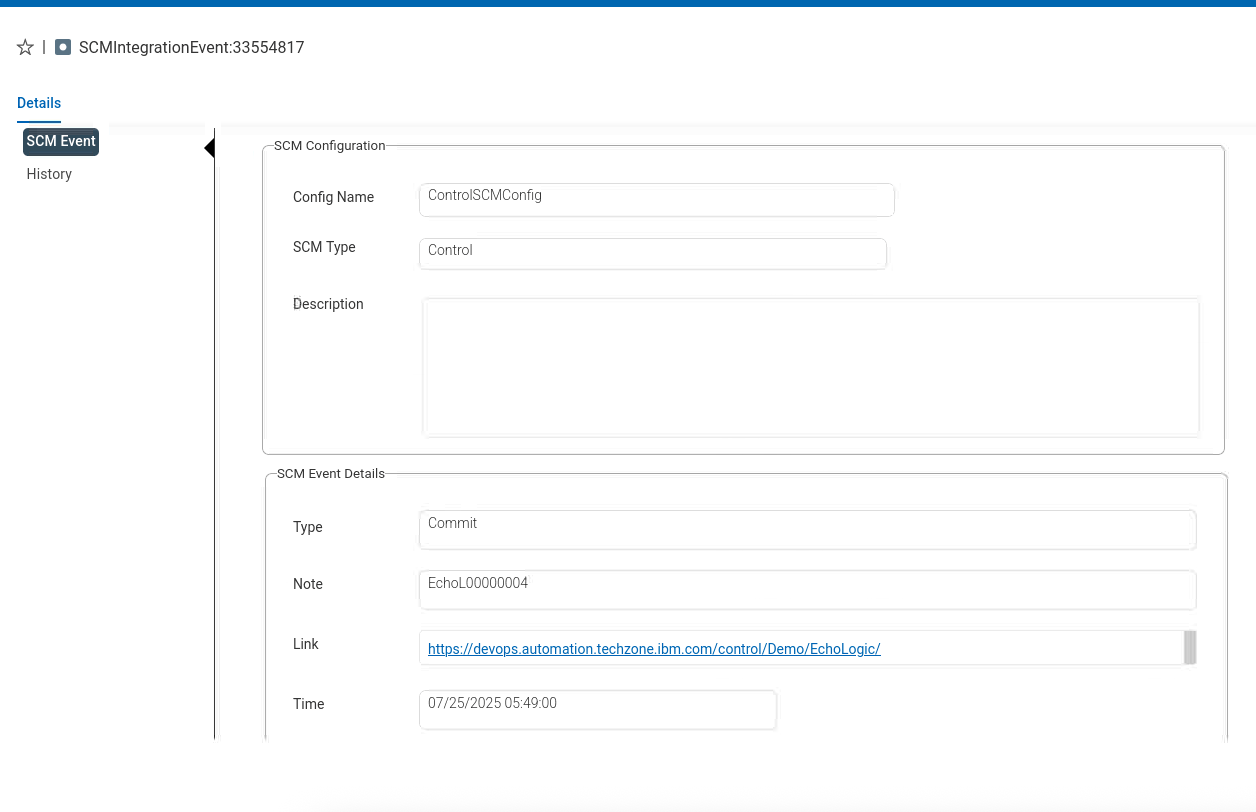 SCMIntegrationEvent:33554817
Details
SCM Event
History
SCM Configuration
Config Name
ControlSCMConfig
SCM Type
Control
Description
SCM Event Details
Type
Commit
Note
EchoL00000004
Link
https://devops.automation.techzone.ibm.com/control/Demo/EchoLogic/
Time
07/25/2025 05:49:00